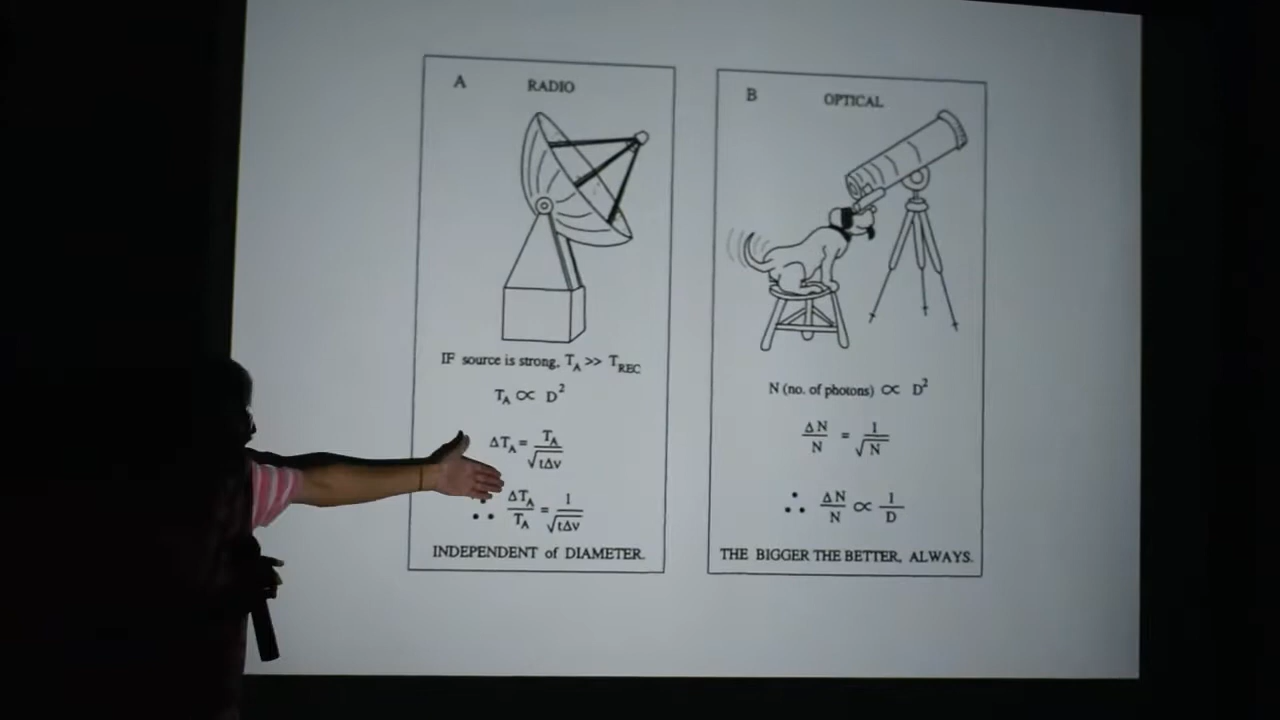 A RADIO
IF source is strong, T_A >> T_REC
T_A ∝ D²
ΔT_A = T_A / √tΔν
∴ ΔT_A / T_A = 1 / √tΔν
INDEPENDENT of DIAMETER.
B OPTICAL
N (no. of photons) ∝ D²
ΔN / N = 1 / √N
∴ ΔN / N ∝ 1 / D
THE BIGGER THE BETTER, ALWAYS.